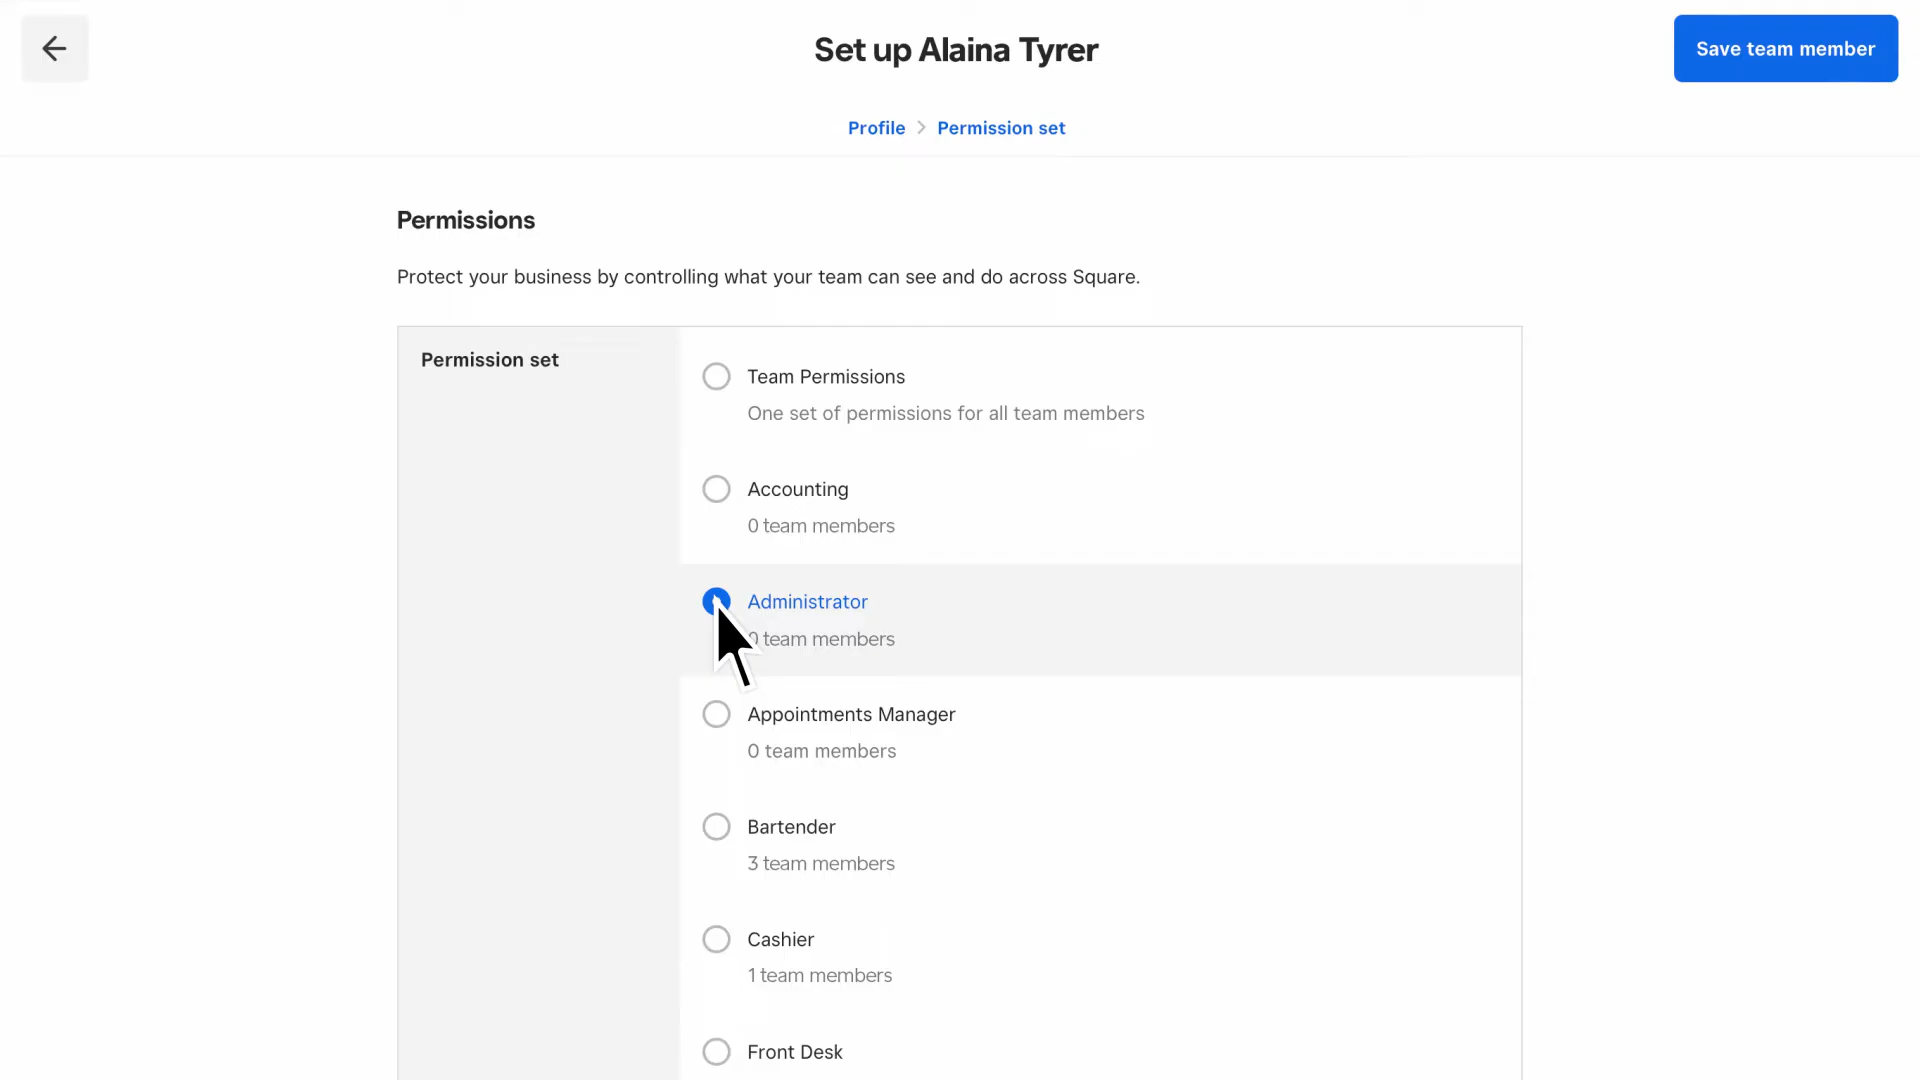 Set up Alaina Tyrer
Save team member
Profile > Permission set
Permissions
Protect your business by controlling what your team can see and do across Square.
Permission set
Team Permissions
One set of permissions for all team members
Accounting
0 team members
Administrator
0 team members
Appointments Manager
0 team members
Bartender
3 team members
Cashier
1 team members
Front Desk